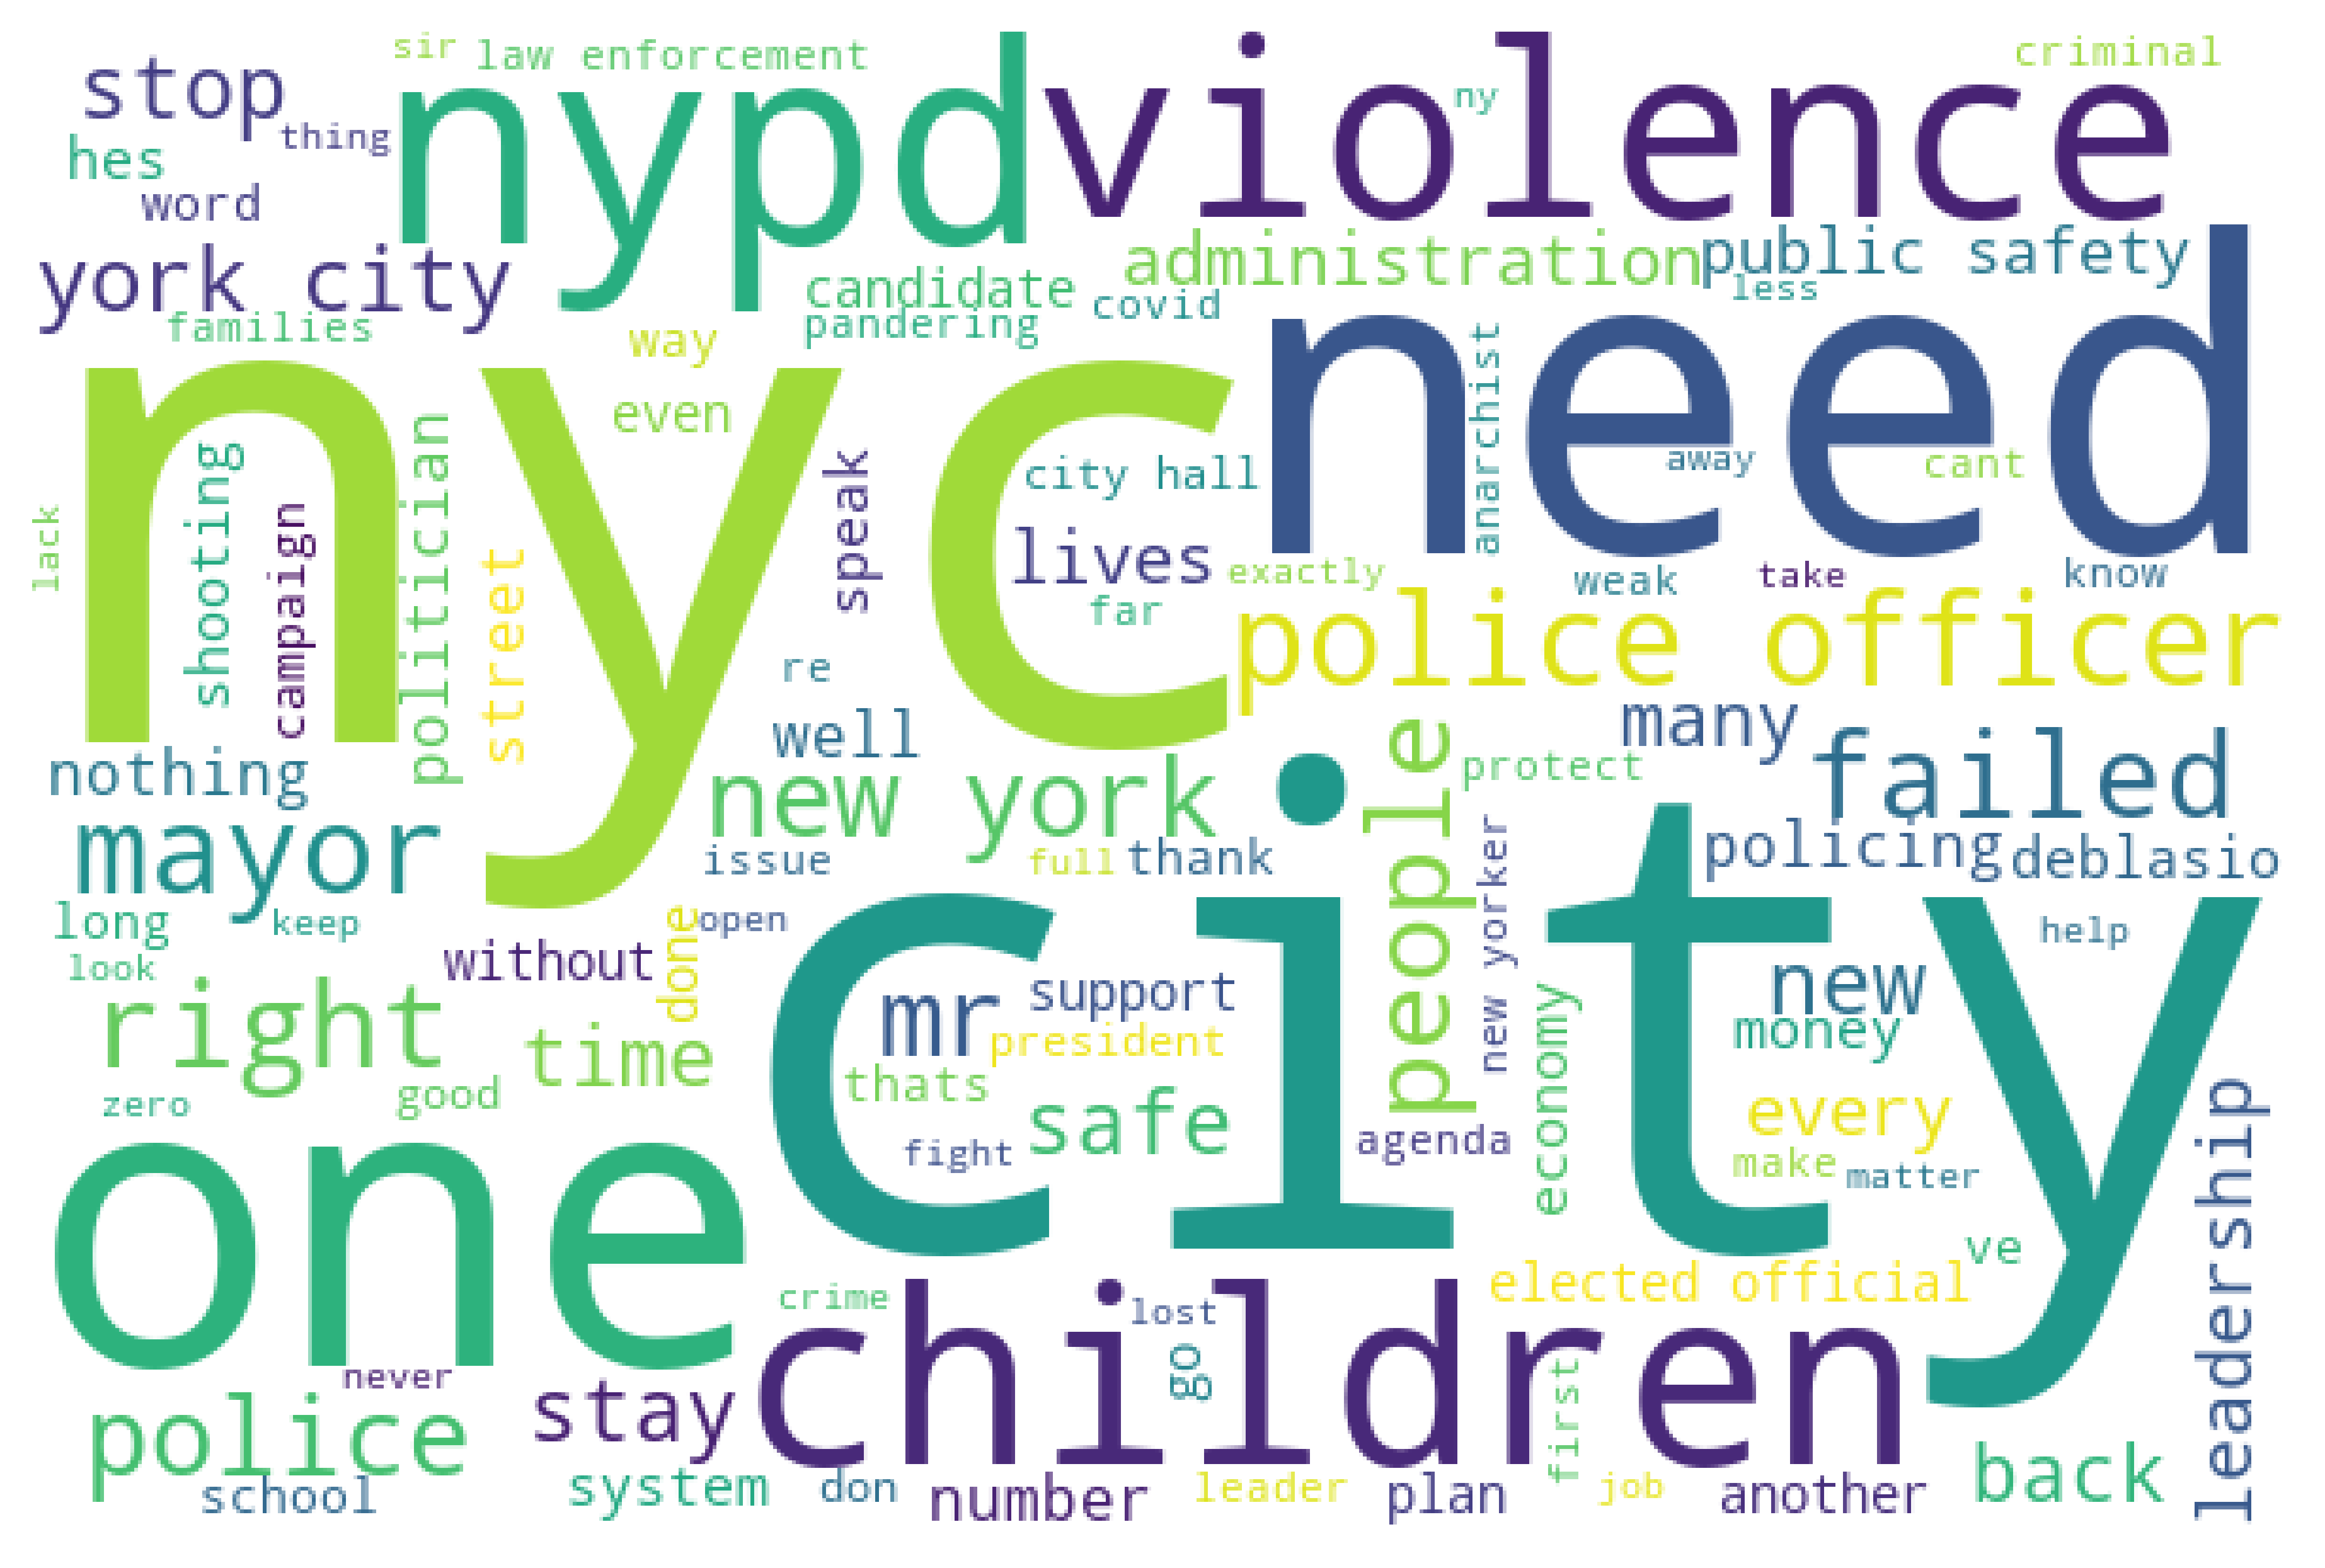 sir
law enforcement
criminal
stop
nypd
violence
ny
thing
hes
word
york city
administration
public safety
candidate
covid
less
families
pandering
way
need
nyc
even
anarchist
politician
shooting
speak
city hall
away
cant
lack
campaign
street
lives
exactly
weak
take
know
far
police officer
re
many
well
people
failed
nothing
new york
protect
mayor
issue
full
thank
new yorker
policing
deblasio
long
keep
done
open
city
help
look
without
right
mr
support
new
time
president
economy
money
thats
zero
good
safe
every
leadership
fight
agenda
make
matter
one
ve
crime
children
lost
elected official
never
go
first
police
stay
back
school
system
don
number
leader
plan
job
another